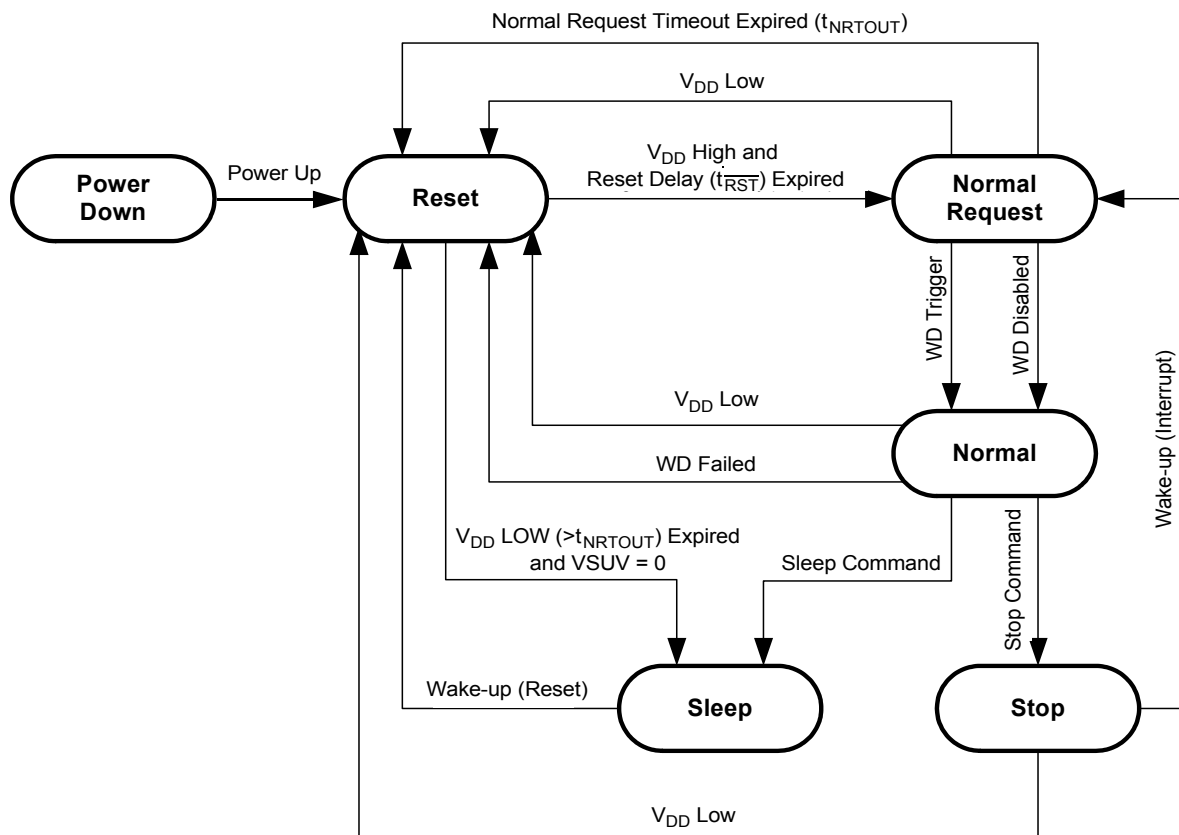 Normal Request Timeout Expired (tNRTOUT)
VDD Low
Power Up
VDD High and
Reset Delay (tRST) Expired
Power
Down
Reset
Normal
Request
WD Trigger
WD Disabled
Wake-up (Interrupt)
VDD Low
Normal
WD Failed
VDD LOW (>tNRTOUT) Expired
and VSUV = 0
Sleep Command
Stop Command
Wake-up (Reset)
Sleep
Stop
VDD Low